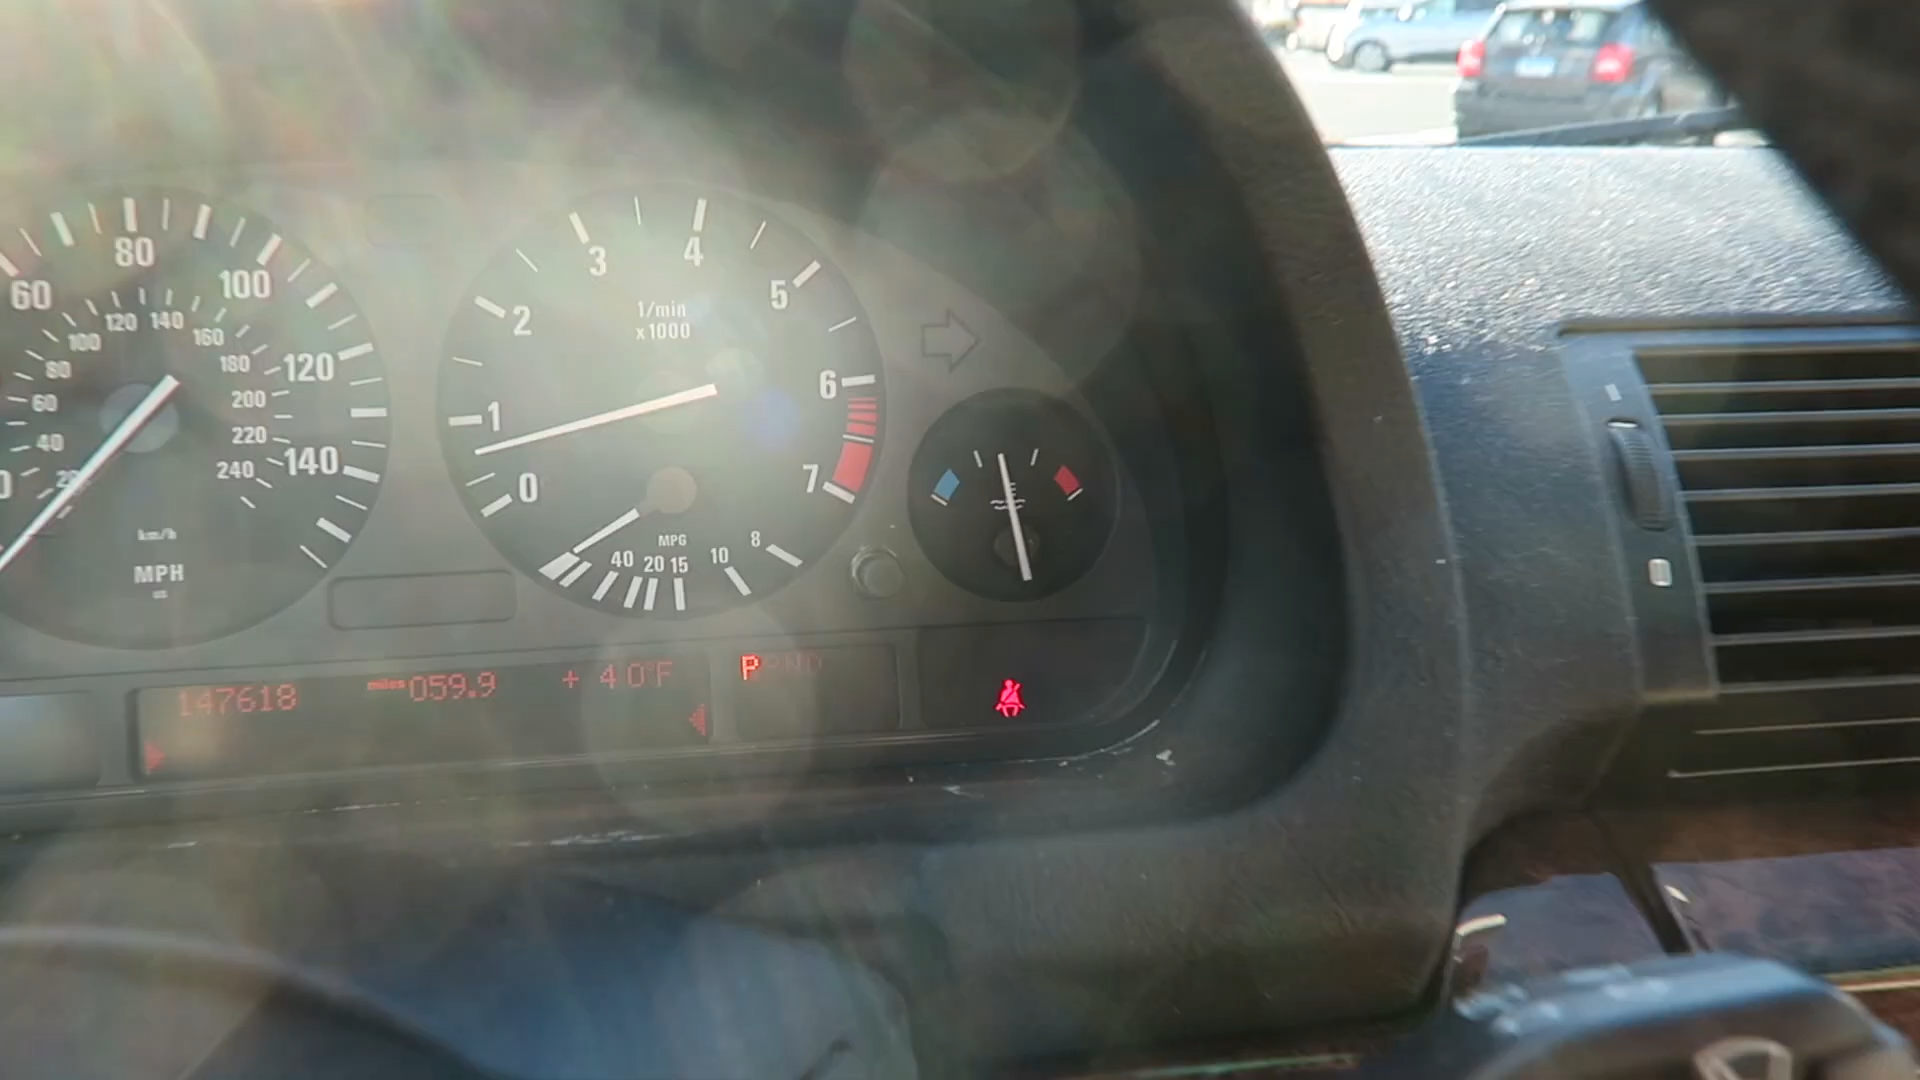 60
80
100
120
140
20
40
60
80
100
120
140
160
180
200
220
240
km/h
MPH
us
0
1
2
3
4
5
6
7
1/min
x1000
MPG
40 20 15 10 8
147618 miles 059.9 + 40°F
P R N D